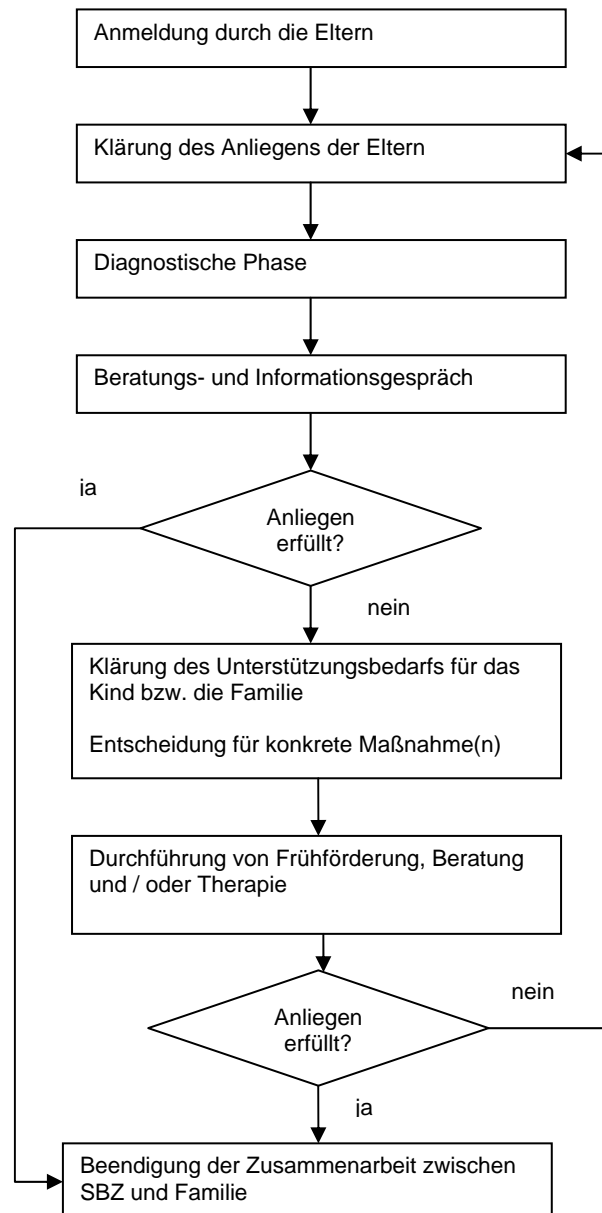 Anmeldung durch die Eltern
Klärung des Anliegens der Eltern
Diagnostische Phase
Beratungs- und Informationsgespräch
ja
Anliegen
erfüllt?
nein
Klärung des Unterstützungsbedarfs für das
Kind bzw. die Familie
Entscheidung für konkrete Maßnahme(n)
Durchführung von Frühförderung, Beratung
und / oder Therapie
nein
Anliegen
erfüllt?
ja
Beendigung der Zusammenarbeit zwischen
SBZ und Familie